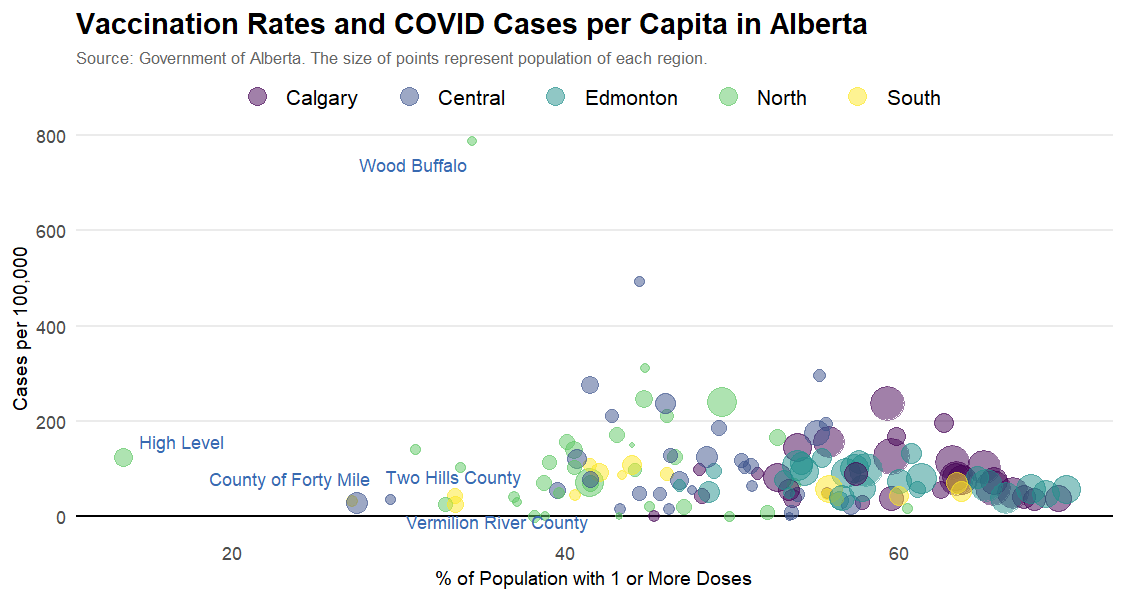 Vaccination Rates and COVID Cases per Capita in Alberta
Source: Government of Alberta. The size of points represent population of each region.
Calgary Central Edmonton North South
800
Wood Buffalo
600
Cases per 100,000
400
200
High Level
County of Forty Mile Two Hills County
0
Vermilion River County
20 40 60
% of Population with 1 or More Doses